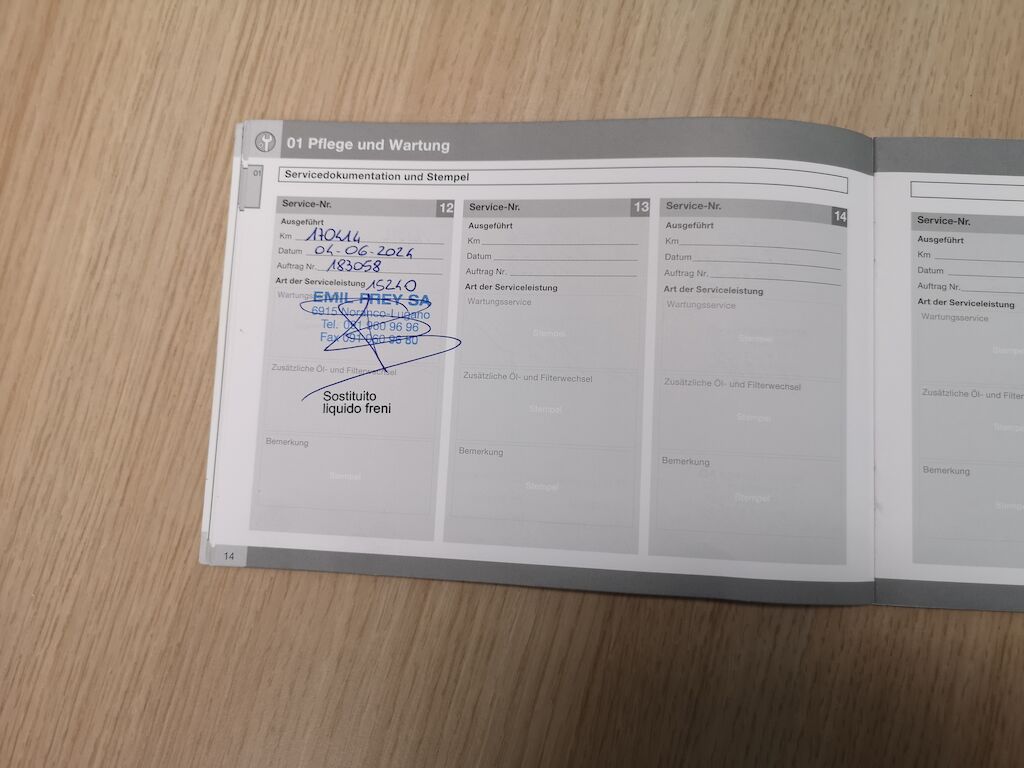 01 Pflege und Wartung
01
Servicedokumentation und Stempel
Service-Nr. 12
Ausgeführt
Km 170414
Datum 04-06-2024
Auftrag Nr. 183058
Art der Serviceleistung 15240
Wartungs
EMIL FREY SA
6915 Noranco-Lugano
Tel. 091 960 96 96
Fax 091 960 96 80
Zusätzliche Öl- und Filterwechsel
Sostituito
liquido freni
Bemerkung
Stempel
Service-Nr. 13
Ausgeführt
Km
Datum
Auftrag Nr.
Art der Serviceleistung
Wartungsservice
Stempel
Zusätzliche Öl- und Filterwechsel
Stempel
Bemerkung
Stempel
Service-Nr. 14
Ausgeführt
Km
Datum
Auftrag Nr.
Art der Serviceleistung
Wartungsservice
Stempel
Zusätzliche Öl- und Filterwechsel
Stempel
Bemerkung
Stempel
14
Service-Nr.
Ausgeführt
Km
Datum
Auftrag Nr.
Art der Serviceleistung
Wartungsservice
Stempe
Zusätzliche Öl- und Filterwe
Stempe
Bemerkung
Stempe